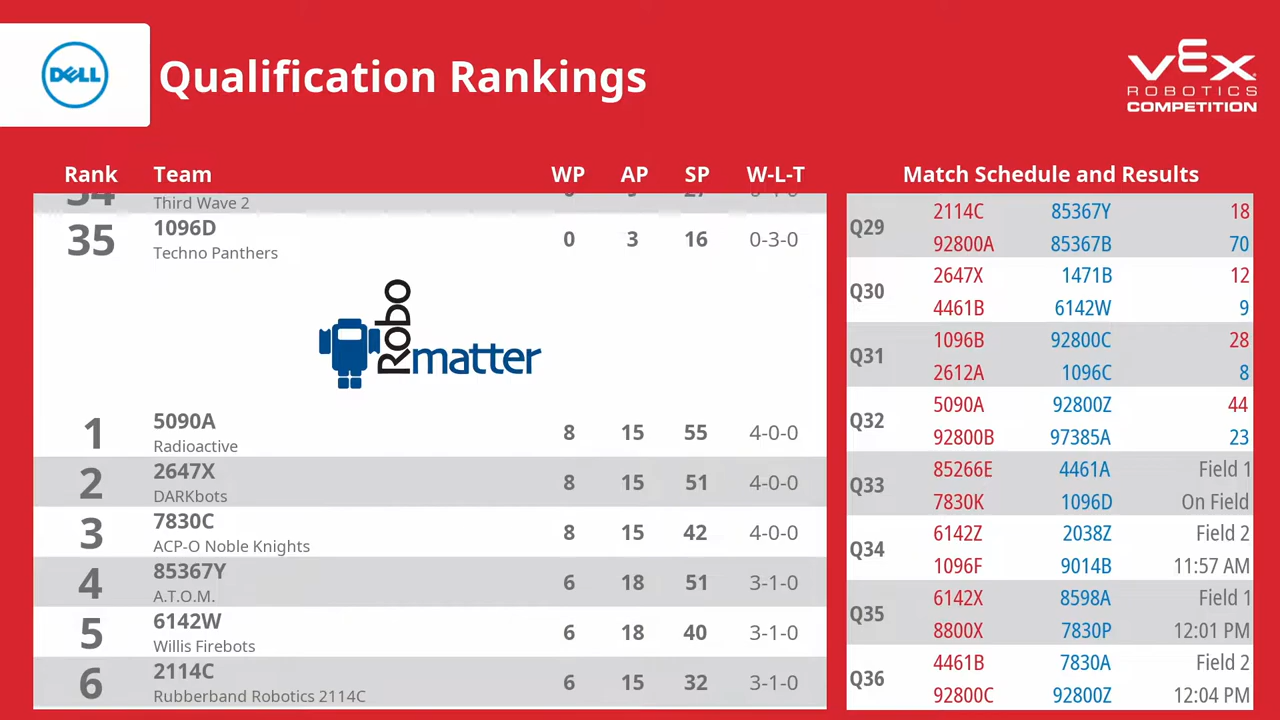 DELL
Qualification Rankings
VEX
ROBOTICS
COMPETITION
Rank Team WP AP SP W-L-T
Third Wave 2
35 1096D 0 3 16 0-3-0
Techno Panthers
Robo
matter
1 5090A 8 15 55 4-0-0
Radioactive
2 2647X 8 15 51 4-0-0
DARKbots
3 7830C 8 15 42 4-0-0
ACP-O Noble Knights
4 85367Y 6 18 51 3-1-0
A.T.O.M.
5 6142W 6 18 40 3-1-0
Willis Firebots
6 2114C 6 15 32 3-1-0
Rubberband Robotics 2114C
Match Schedule and Results
Q29 2114C 85367Y 18
92800A 85367B 70
Q30 2647X 1471B 12
4461B 6142W 9
Q31 1096B 92800C 28
2612A 1096C 8
Q32 5090A 92800Z 44
92800B 97385A 23
Q33 85266E 4461A Field 1
7830K 1096D On Field
Q34 6142Z 2038Z Field 2
1096F 9014B 11:57 AM
Q35 6142X 8598A Field 1
8800X 7830P 12:01 PM
Q36 4461B 7830A Field 2
92800C 92800Z 12:04 PM